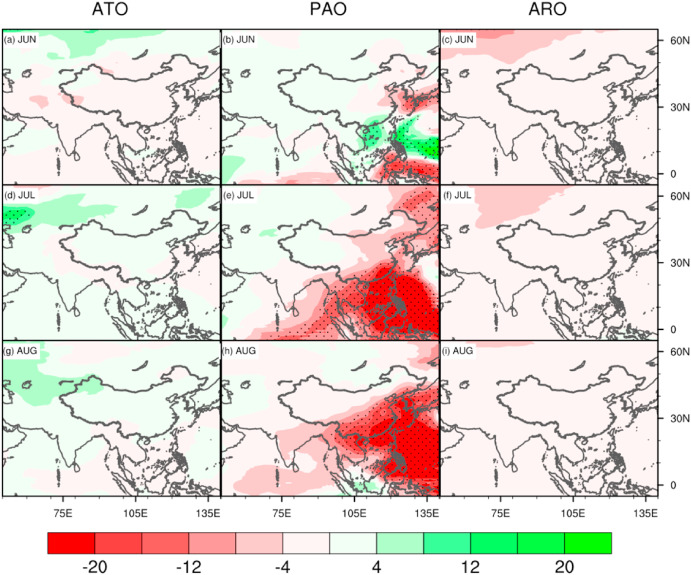 ATO PAO ARO
(a) JUN (b) JUN (c) JUN
60N
30N
0
(d) JUL (e) JUL (f) JUL
60N
30N
0
(g) AUG (h) AUG (i) AUG
60N
30N
0
75E 105E 135E 75E 105E 135E 75E 105E 135E
-20 -12 -4 4 12 20